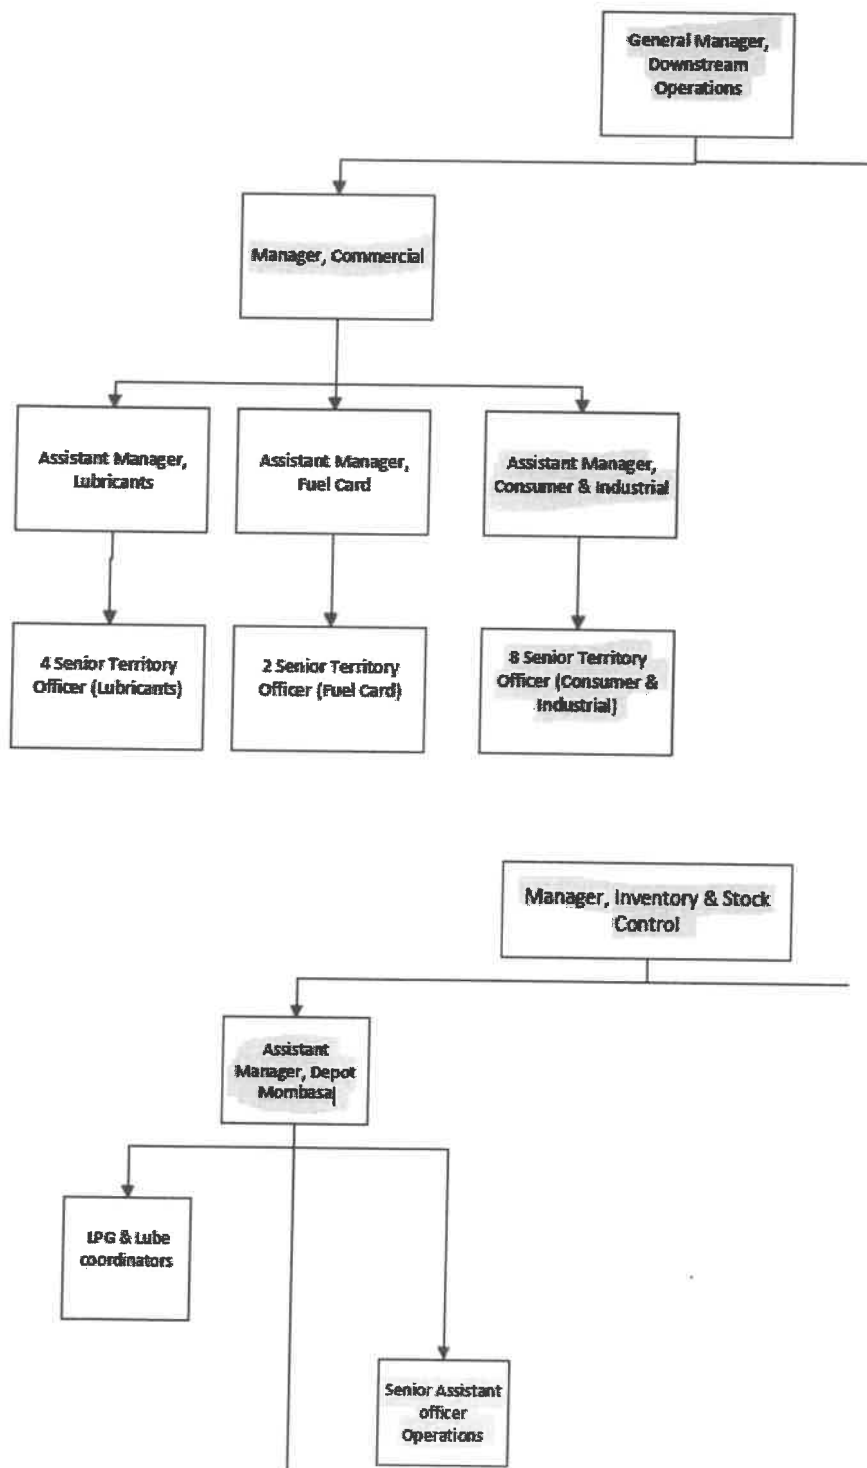 General Manager,
Downstream
Operations
Manager, Commercial
Assistant Manager,
Lubricants
Assistant Manager,
Fuel Card
Assistant Manager,
Consumer & Industrial
4 Senior Territory
Officer (Lubricants)
2 Senior Territory
Officer (Fuel Card)
8 Senior Territory
Officer (Consumer &
Industrial)
Manager, Inventory & Stock
Control
Assistant
Manager, Depot
Mombasa
LPG & Lube
coordinators
Senior Assistant
officer
Operations